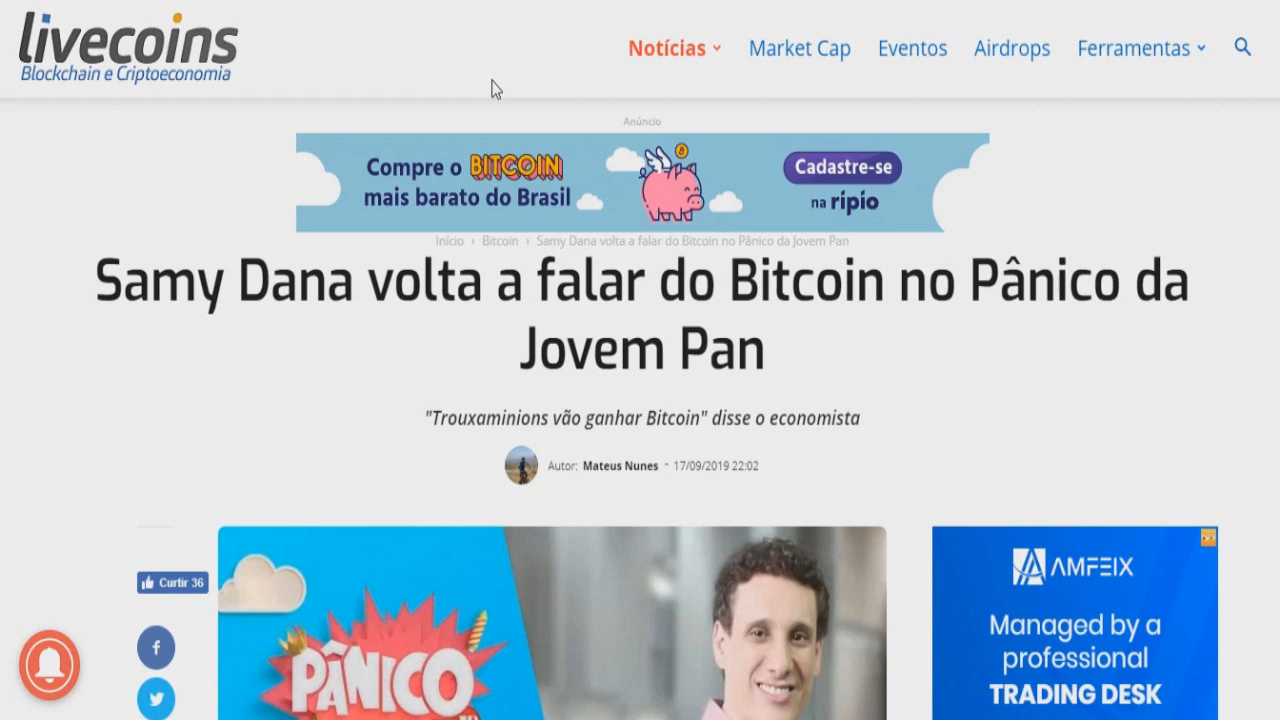 livecoins
Blockchain e Criptoeconomia
Notícias
Market Cap
Eventos
Airdrops
Ferramentas
Anúncio
Compre o BITCOIN
mais barato do Brasil
Cadastre-se
na rípio
Início › Bitcoin › Samy Dana volta a falar do Bitcoin no Pânico da Jovem Pan
Samy Dana volta a falar do Bitcoin no Pânico da
Jovem Pan
"Trouxaminions vão ganhar Bitcoin" disse o economista
Autor: Mateus Nunes - 17/09/2019 22:02
Curtir 36
PÂNICO
AMFEIX
Managed by a
professional
TRADING DESK